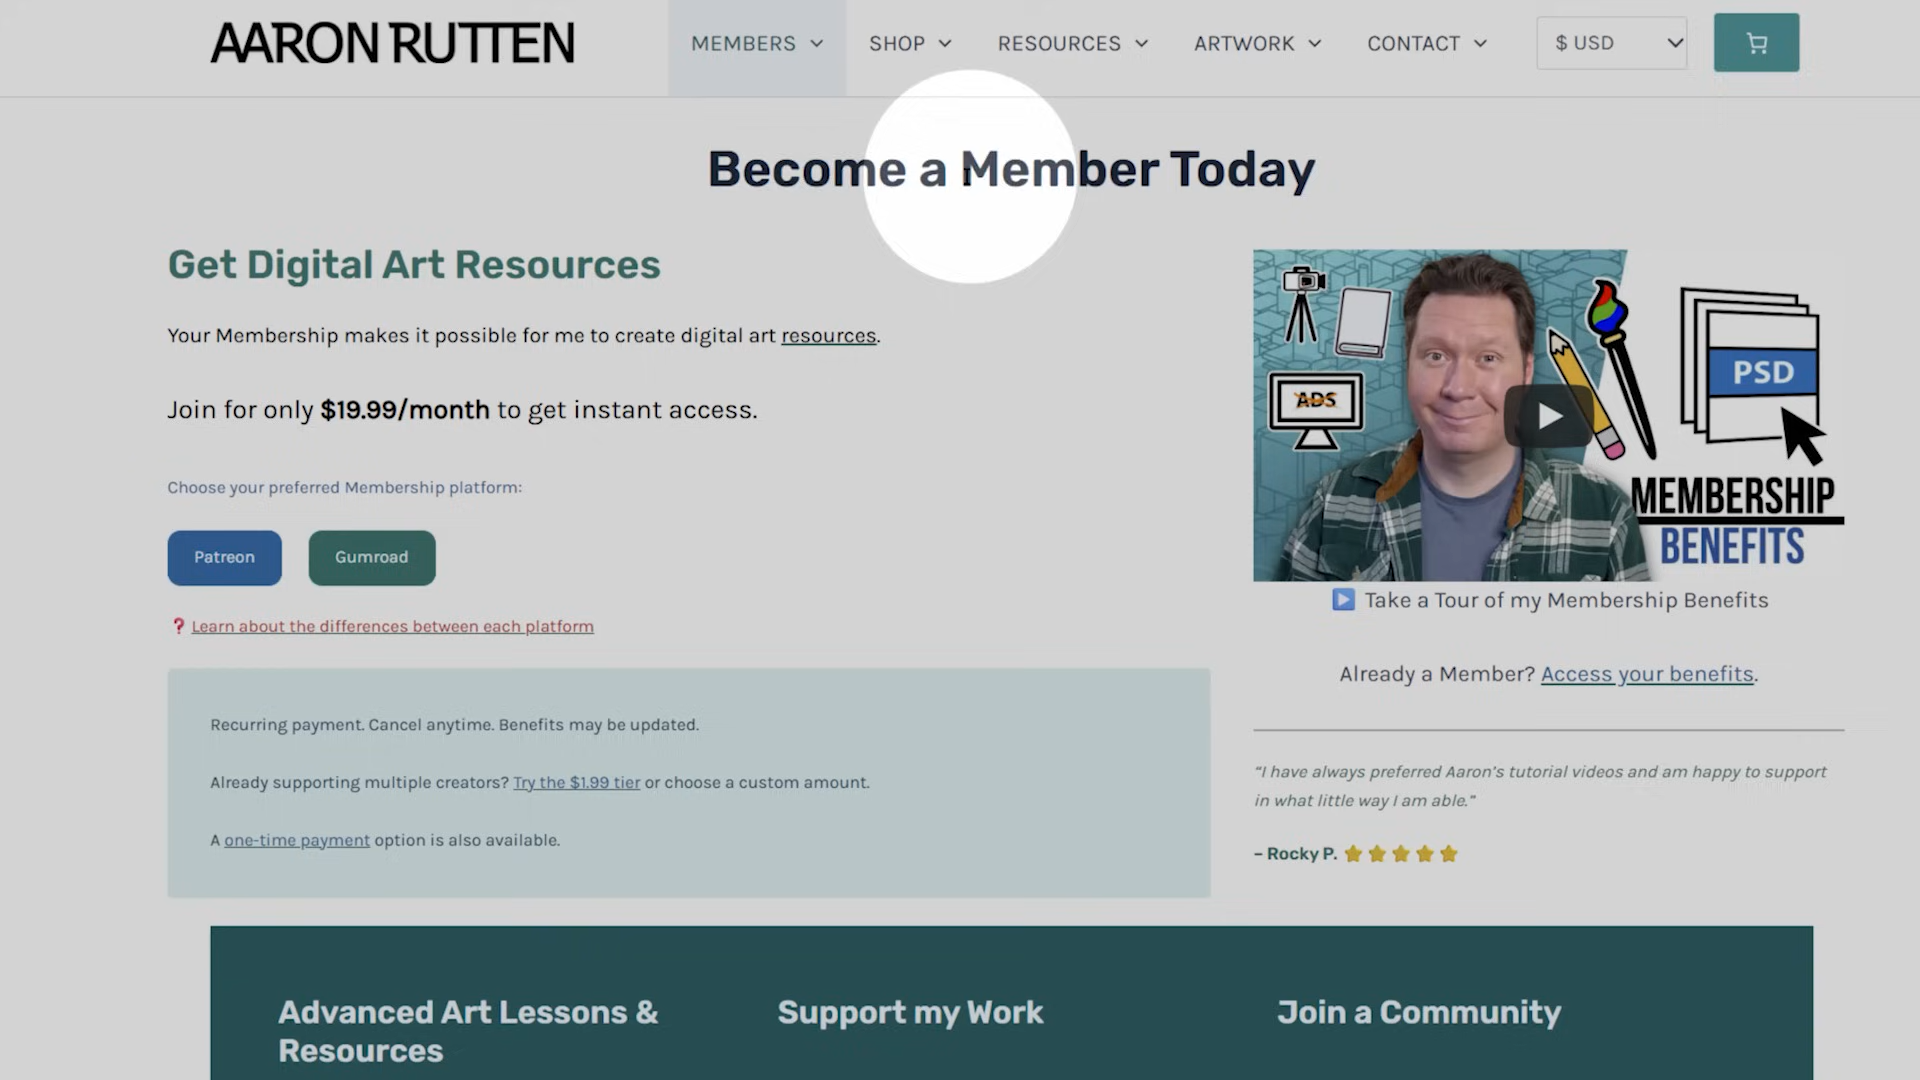 AARON RUTTEN
MEMBERS SHOP RESOURCES ARTWORK CONTACT $ USD
Become a Member Today
Get Digital Art Resources
Your Membership makes it possible for me to create digital art resources.
Join for only $19.99/month to get instant access.
Choose your preferred Membership platform:
Patreon Gumroad
❓ Learn about the differences between each platform
Recurring payment. Cancel anytime. Benefits may be updated.
Already supporting multiple creators? Try the $1.99 tier or choose a custom amount.
A one-time payment option is also available.
ADS
PSD
MEMBERSHIP
BENEFITS
▶ Take a Tour of my Membership Benefits
Already a Member? Access your benefits.
“I have always preferred Aaron’s tutorial videos and am happy to support
in what little way I am able.”
– Rocky P. ⭐⭐⭐⭐⭐
Advanced Art Lessons &
Resources
Support my Work
Join a Community